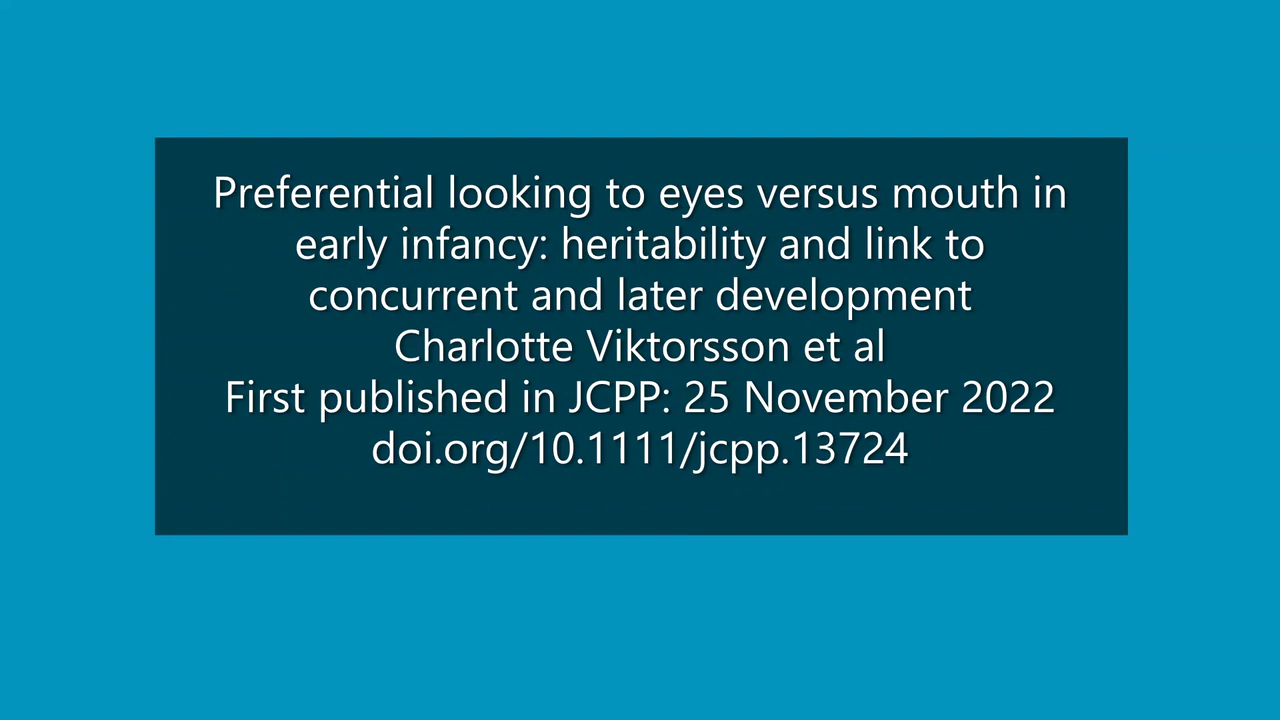 Preferential looking to eyes versus mouth in
early infancy: heritability and link to
concurrent and later development
Charlotte Viktorsson et al
First published in JCPP: 25 November 2022
doi.org/10.1111/jcpp.13724